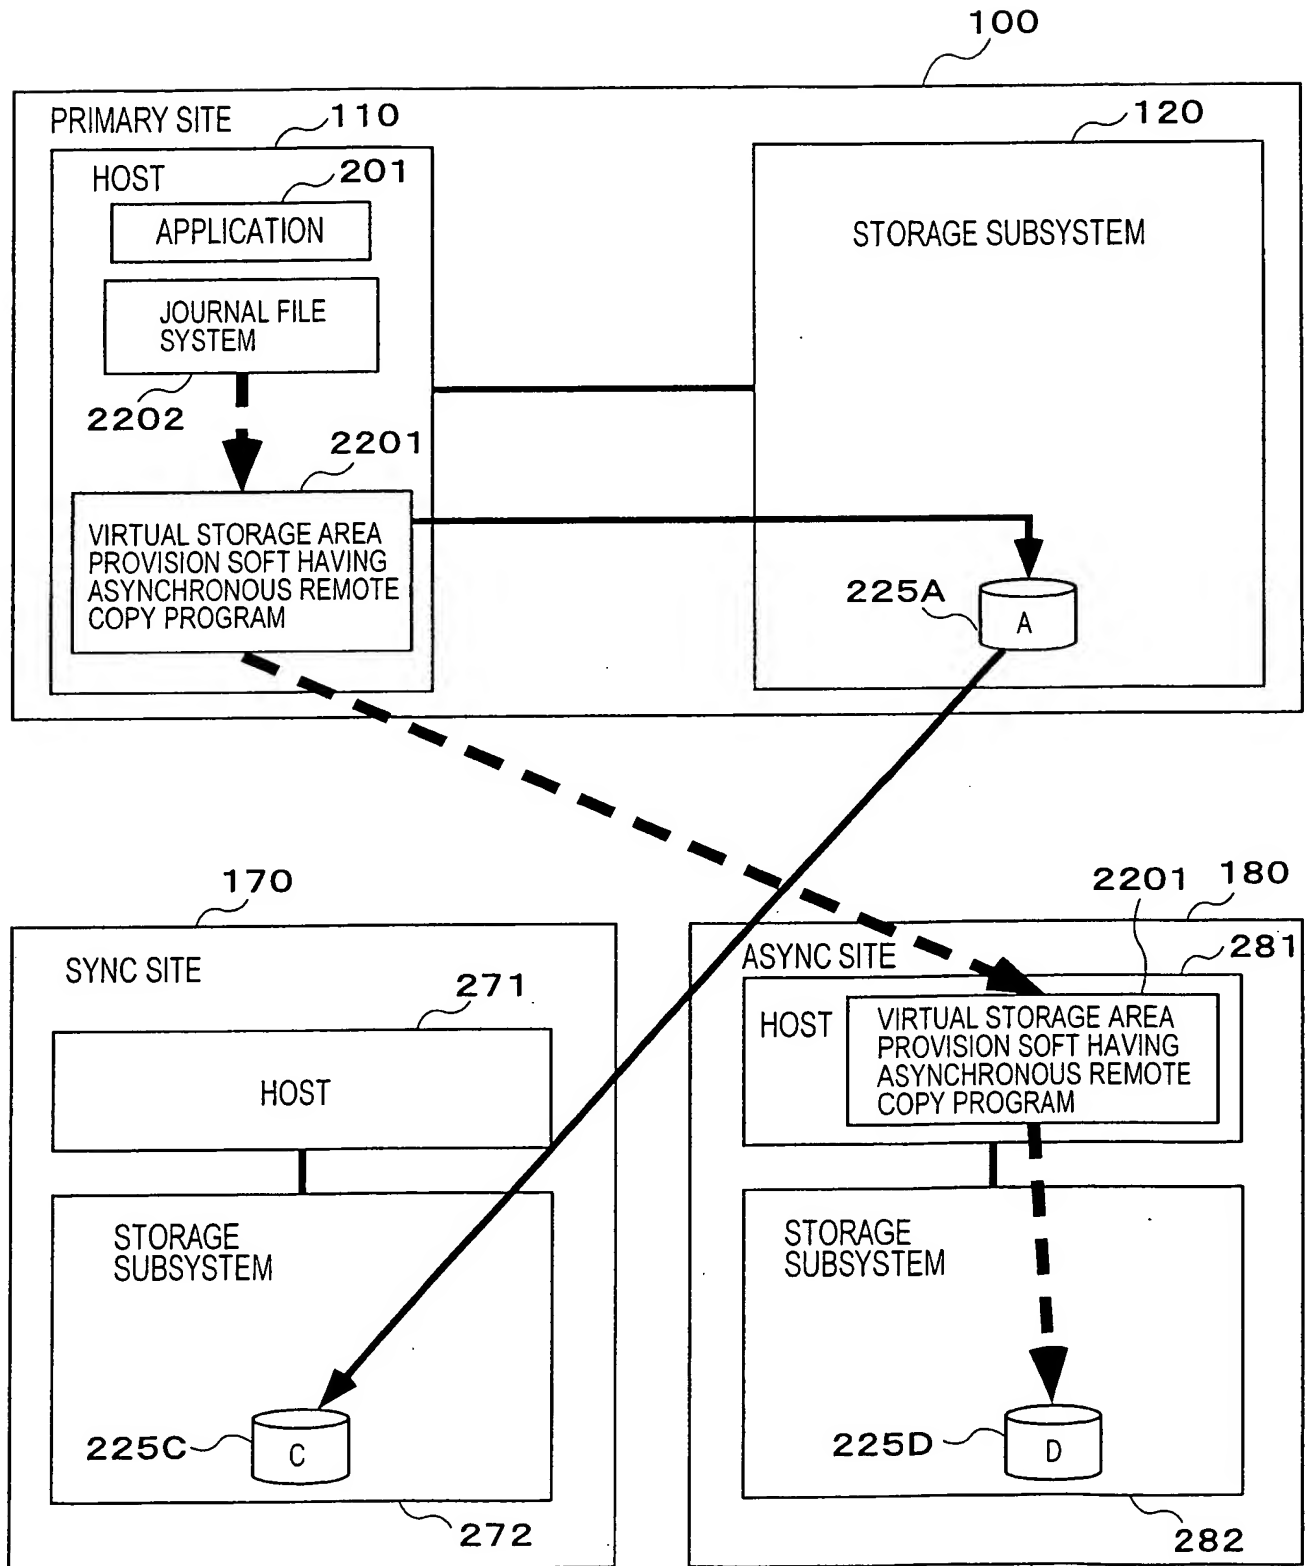 100
PRIMARY SITE
110
120
HOST
201
APPLICATION
STORAGE SUBSYSTEM
JOURNAL FILE
SYSTEM
2202
2201
VIRTUAL STORAGE AREA
PROVISION SOFT HAVING
ASYNCHRONOUS REMOTE
COPY PROGRAM
225A
A
170
SYNC SITE
271
HOST
STORAGE
SUBSYSTEM
225C
C
272
2201
180
ASYNC SITE
281
HOST
VIRTUAL STORAGE AREA
PROVISION SOFT HAVING
ASYNCHRONOUS REMOTE
COPY PROGRAM
STORAGE
SUBSYSTEM
225D
D
282